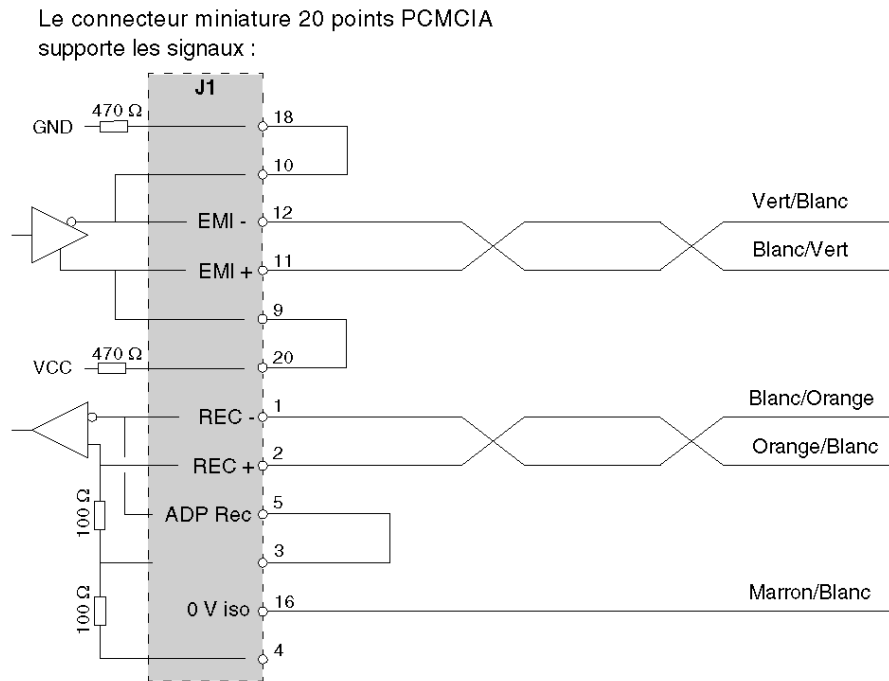 Le connecteur miniature 20 points PCMCIA
supporte les signaux :
J1
GND
470 Ω
18
10
EMI -
12
Vert/Blanc
EMI +
11
Blanc/Vert
9
VCC
470 Ω
20
REC -
1
Blanc/Orange
REC +
2
Orange/Blanc
100 Ω
ADP Rec
5
3
100 Ω
0 V iso
16
Marron/Blanc
4